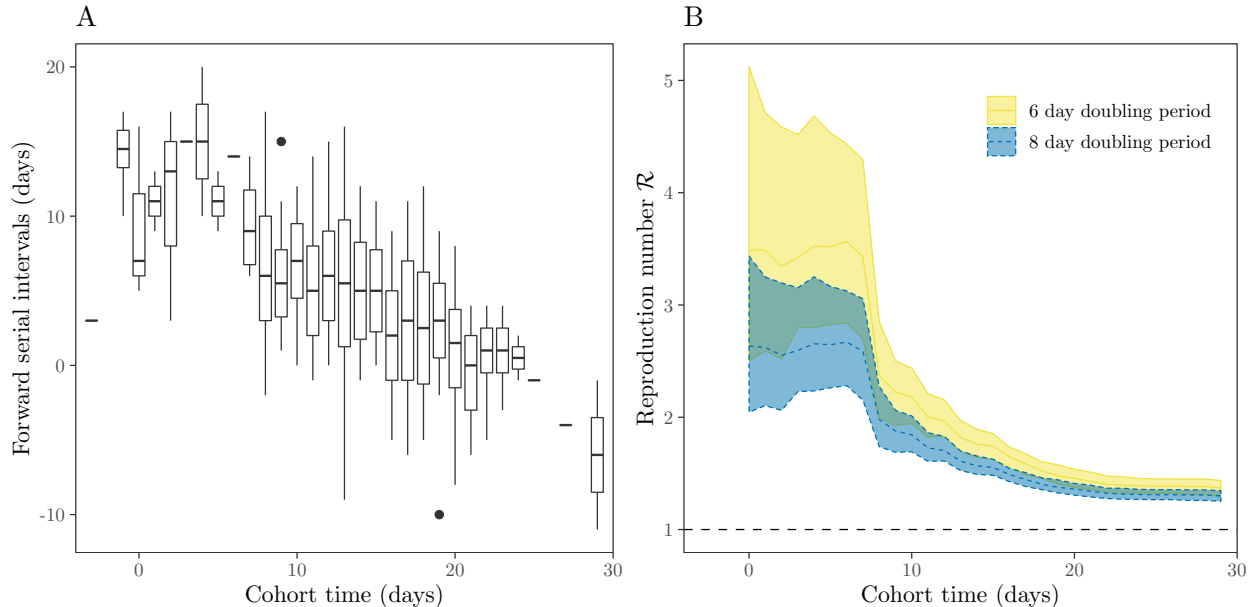 A
20
10
0
-10
Forward serial intervals (days)
0
10
20
30
Cohort time (days)
B
5
4
3
2
1
Reproduction number ℛ
6 day doubling period
8 day doubling period
0
10
20
30
Cohort time (days)